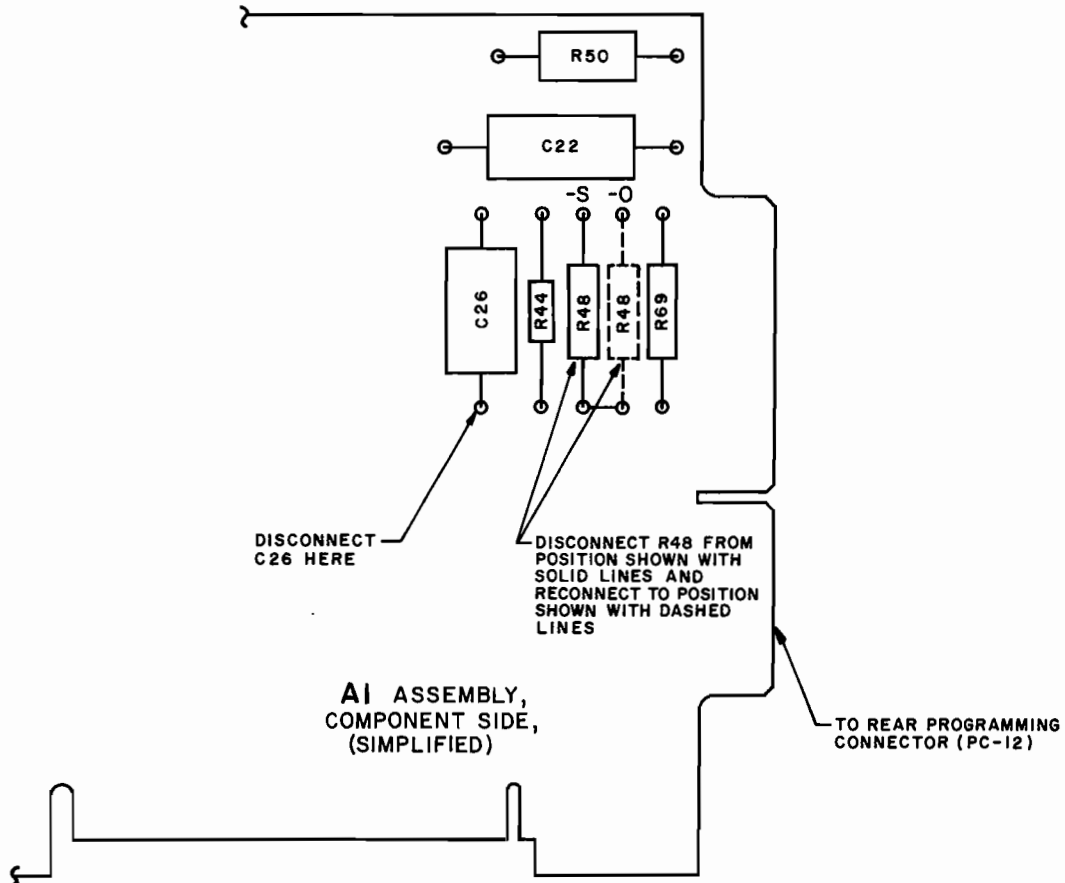 R50
C22
-S -O
C26
R44
R48
R48
R69
DISCONNECT
C26 HERE
DISCONNECT R48 FROM
POSITION SHOWN WITH
SOLID LINES AND
RECONNECT TO POSITION
SHOWN WITH DASHED
LINES
A1 ASSEMBLY,
COMPONENT SIDE,
(SIMPLIFIED)
TO REAR PROGRAMMING
CONNECTOR (PC-12)